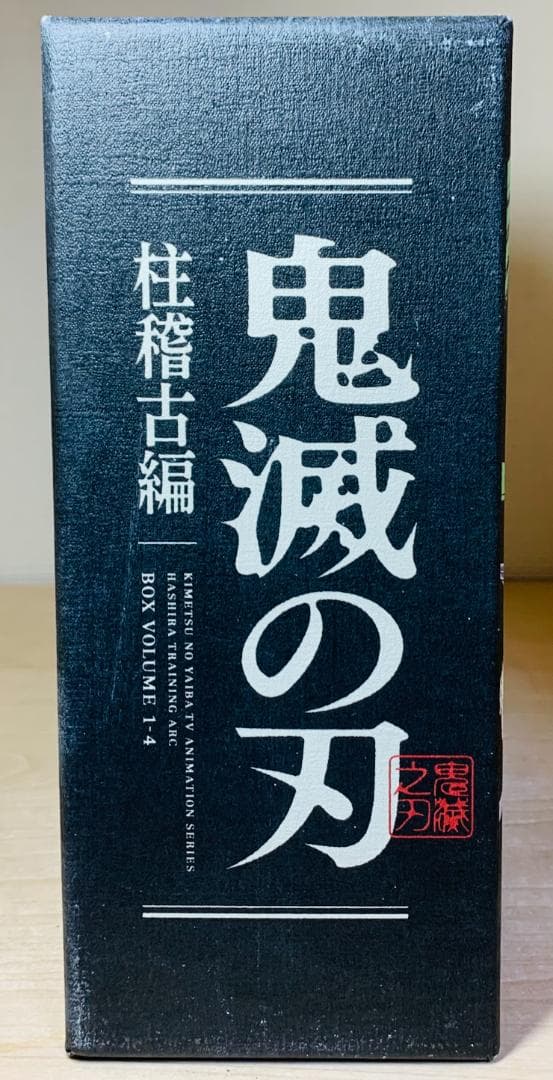 鬼滅の刃
鬼滅
之刃
柱稽古編
KIMETSU NO YAIBA TV ANIMATION SERIES
HASHIRA TRAINING ARC
BOX VOLUME 1-4